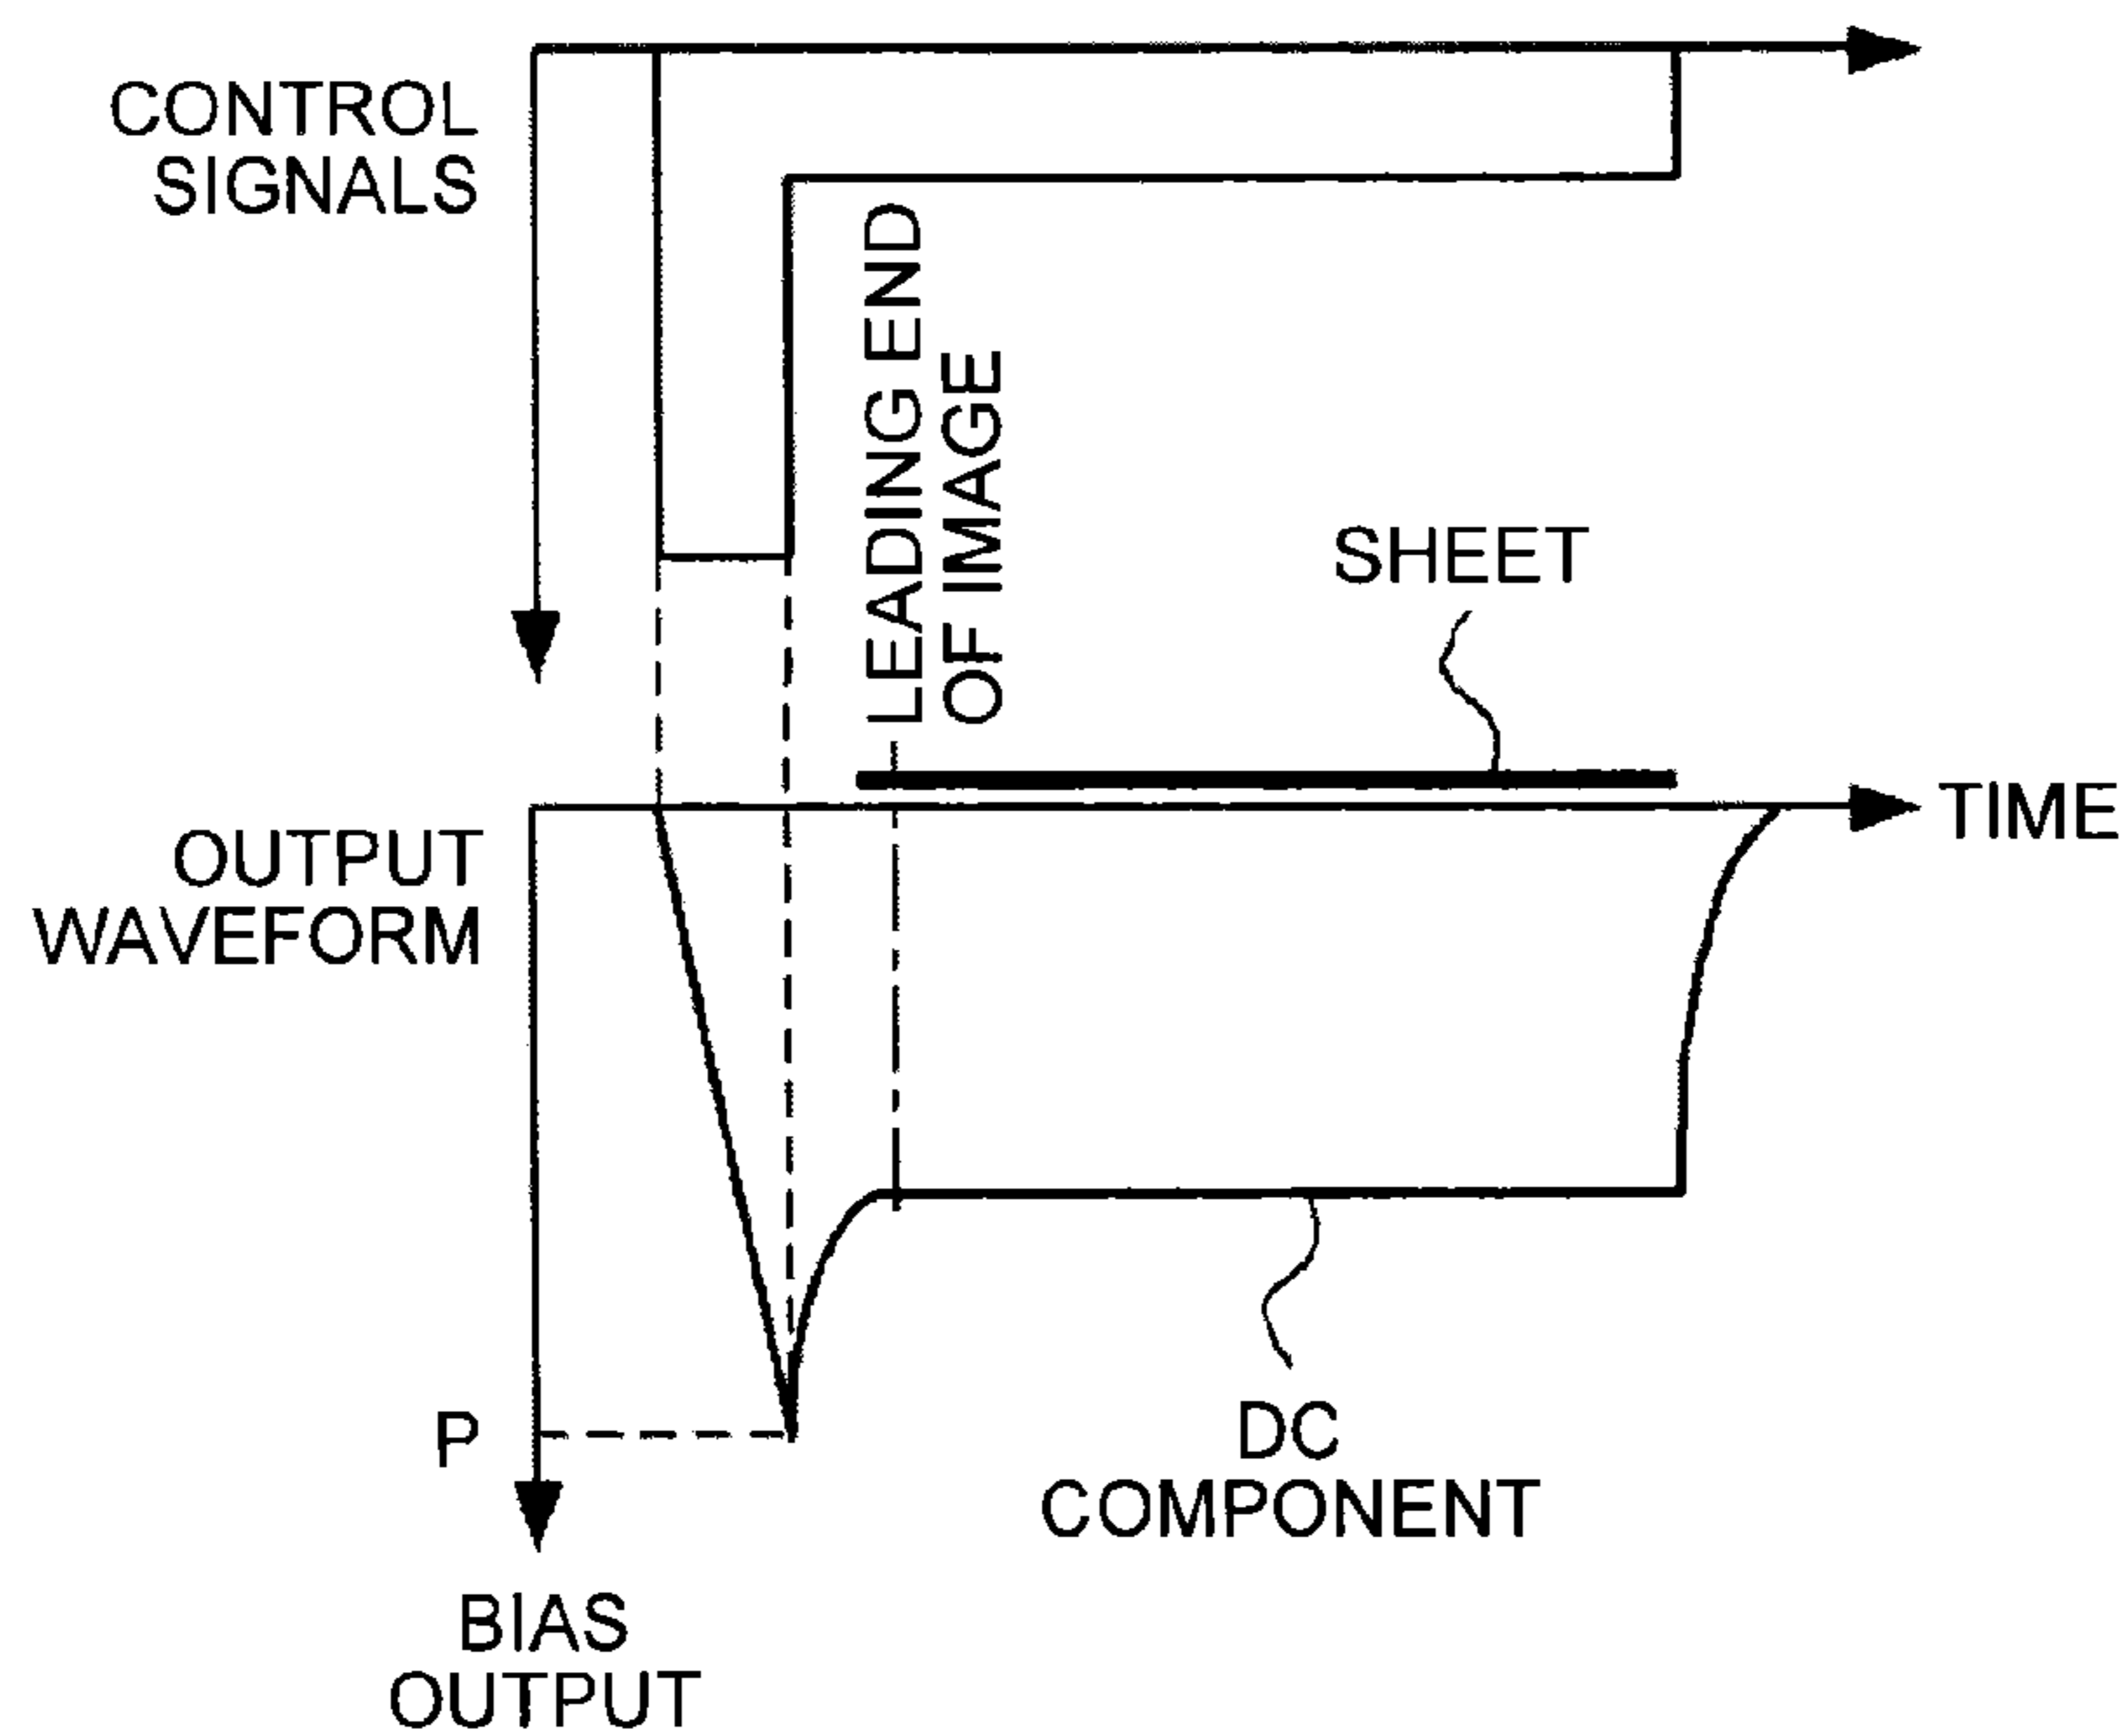 CONTROL
SIGNALS
LEADING END
OF IMAGE
SHEET
TIME
OUTPUT
WAVEFORM
P
DC
COMPONENT
BIAS
OUTPUT